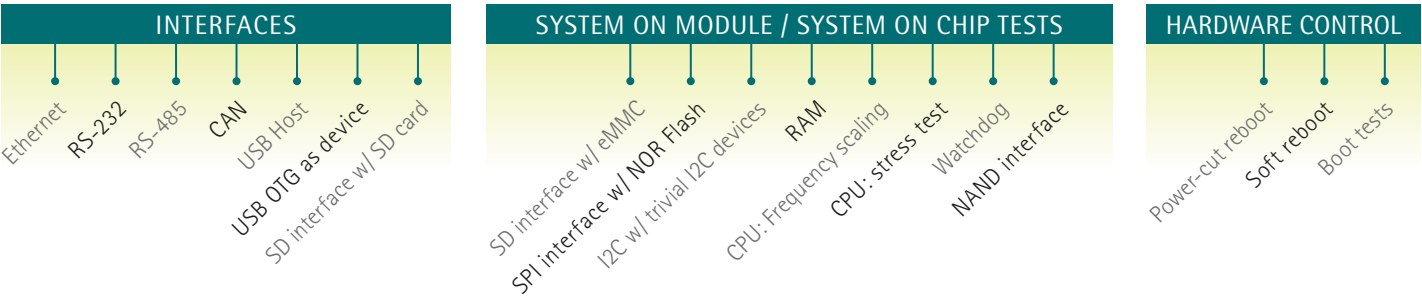 INTERFACES
Ethernet
RS-232
RS-485
CAN
USB Host
USB OTG as device
SD interface w/ SD card
SYSTEM ON MODULE / SYSTEM ON CHIP TESTS
SD interface w/ eMMC
SPI interface w/ NOR Flash
I2C w/ trivial I2C devices
RAM
CPU: Frequency scaling
CPU: stress test
Watchdog
NAND interface
HARDWARE CONTROL
Power-cut reboot
Soft reboot
Boot tests